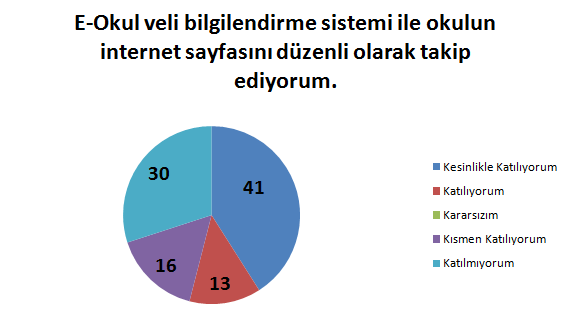 E-Okul veli bilgilendirme sistemi ile okulun
internet sayfasını düzenli olarak takip
ediyorum.
30
41
16
13
Kesinlikle Katılıyorum
Katılıyorum
Kararsızım
Kısmen Katılıyorum
Katılmıyorum